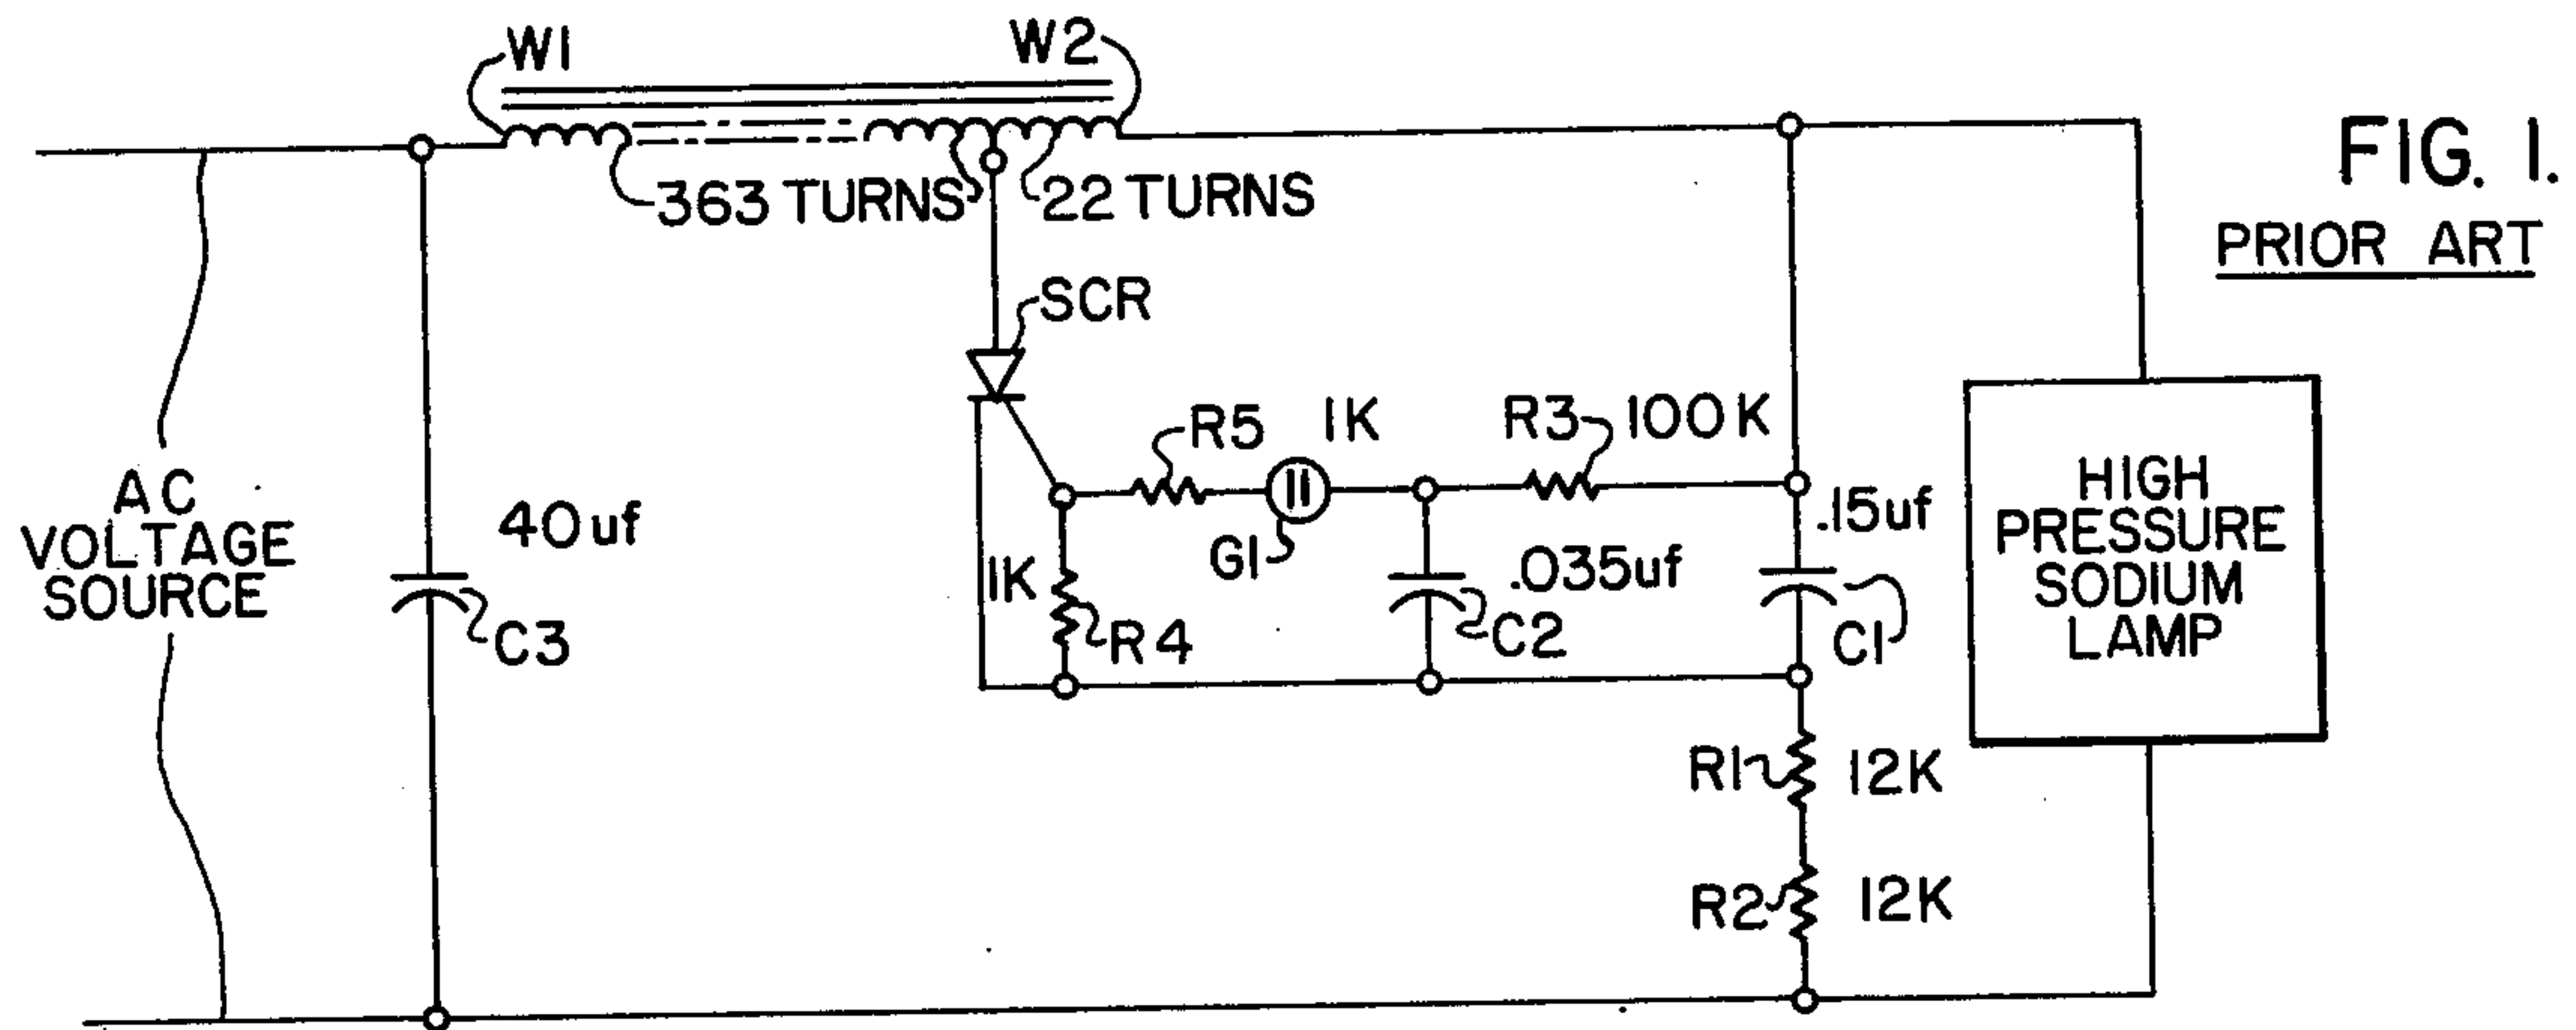 W1
W2
FIG. 1.
PRIOR ART
363 TURNS
22 TURNS
SCR
R5
1K
R3
100K
AC
VOLTAGE
SOURCE
40uf
C3
G1
.15uf
HIGH
PRESSURE
SODIUM
LAMP
1K
R4
.035uf
C2
C1
R1
12K
R2
12K